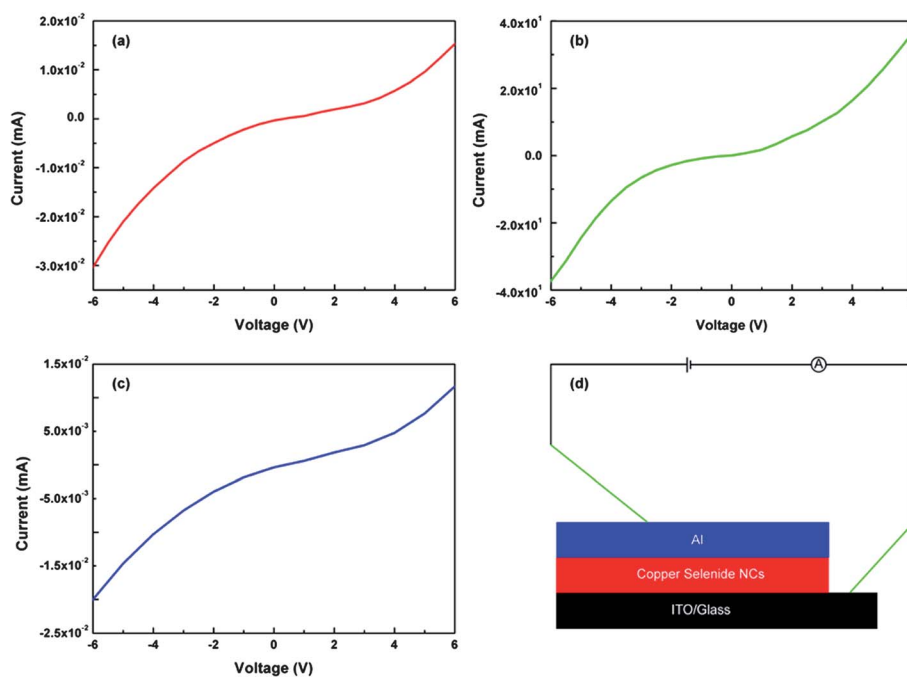 (a)
Current (mA)
2.0x10⁻²
1.0x10⁻²
0.0
-1.0x10⁻²
-2.0x10⁻²
-3.0x10⁻²
-6 -4 -2 0 2 4 6
Voltage (V)
(b)
Current (mA)
4.0x10¹
2.0x10¹
0.0
-2.0x10¹
-4.0x10¹
-6 -4 -2 0 2 4
Voltage (V)
(c)
Current (mA)
1.5x10⁻²
5.0x10⁻³
-5.0x10⁻³
-1.5x10⁻²
-2.5x10⁻²
-6 -4 -2 0 2 4 6
Voltage (V)
(d)
A
Al
Copper Selenide NCs
ITO/Glass